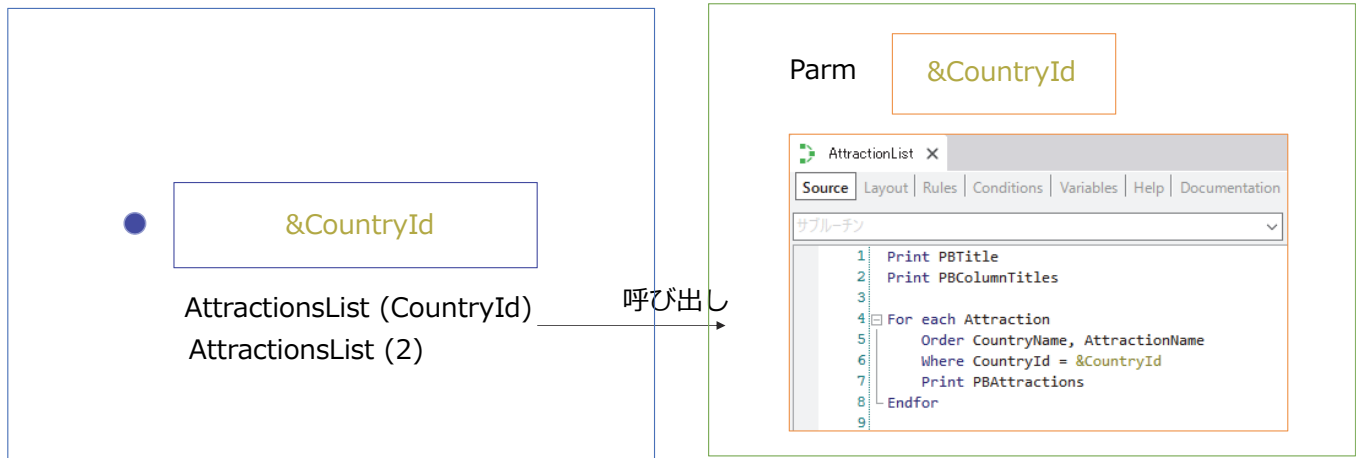 &CountryId
AttractionsList (CountryId)
AttractionsList (2)
呼び出し
Parm
&CountryId
AttractionList
Source Layout Rules Conditions Variables Help Documentation
サブルーチン
1 Print PBTitle
2 Print PBColumnTitles
3
4 For each Attraction
5 Order CountryName, AttractionName
6 Where CountryId = &CountryId
7 Print PBAttractions
8 Endfor
9